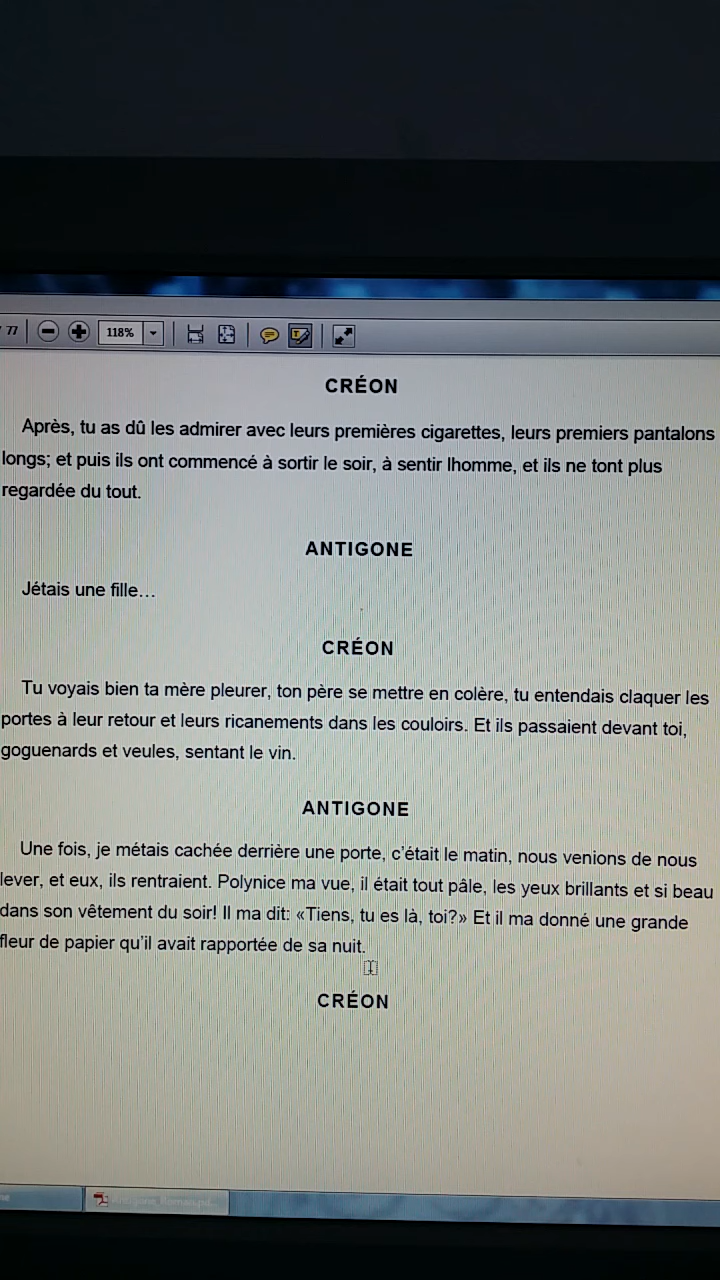 77
118%
CRÉON
Après, tu as dû les admirer avec leurs premières cigarettes, leurs premiers pantalons
longs; et puis ils ont commencé à sortir le soir, à sentir lhomme, et ils ne tont plus
regardée du tout.
ANTIGONE
Jétais une fille…
CRÉON
Tu voyais bien ta mère pleurer, ton père se mettre en colère, tu entendais claquer les
portes à leur retour et leurs ricanements dans les couloirs. Et ils passaient devant toi,
goguenards et veules, sentant le vin.
ANTIGONE
Une fois, je métais cachée derrière une porte, c'était le matin, nous venions de nous
lever, et eux, ils rentraient. Polynice ma vue, il était tout pâle, les yeux brillants et si beau
dans son vêtement du soir! Il ma dit: «Tiens, tu es là, toi?» Et il ma donné une grande
fleur de papier qu'il avait rapportée de sa nuit.
CRÉON